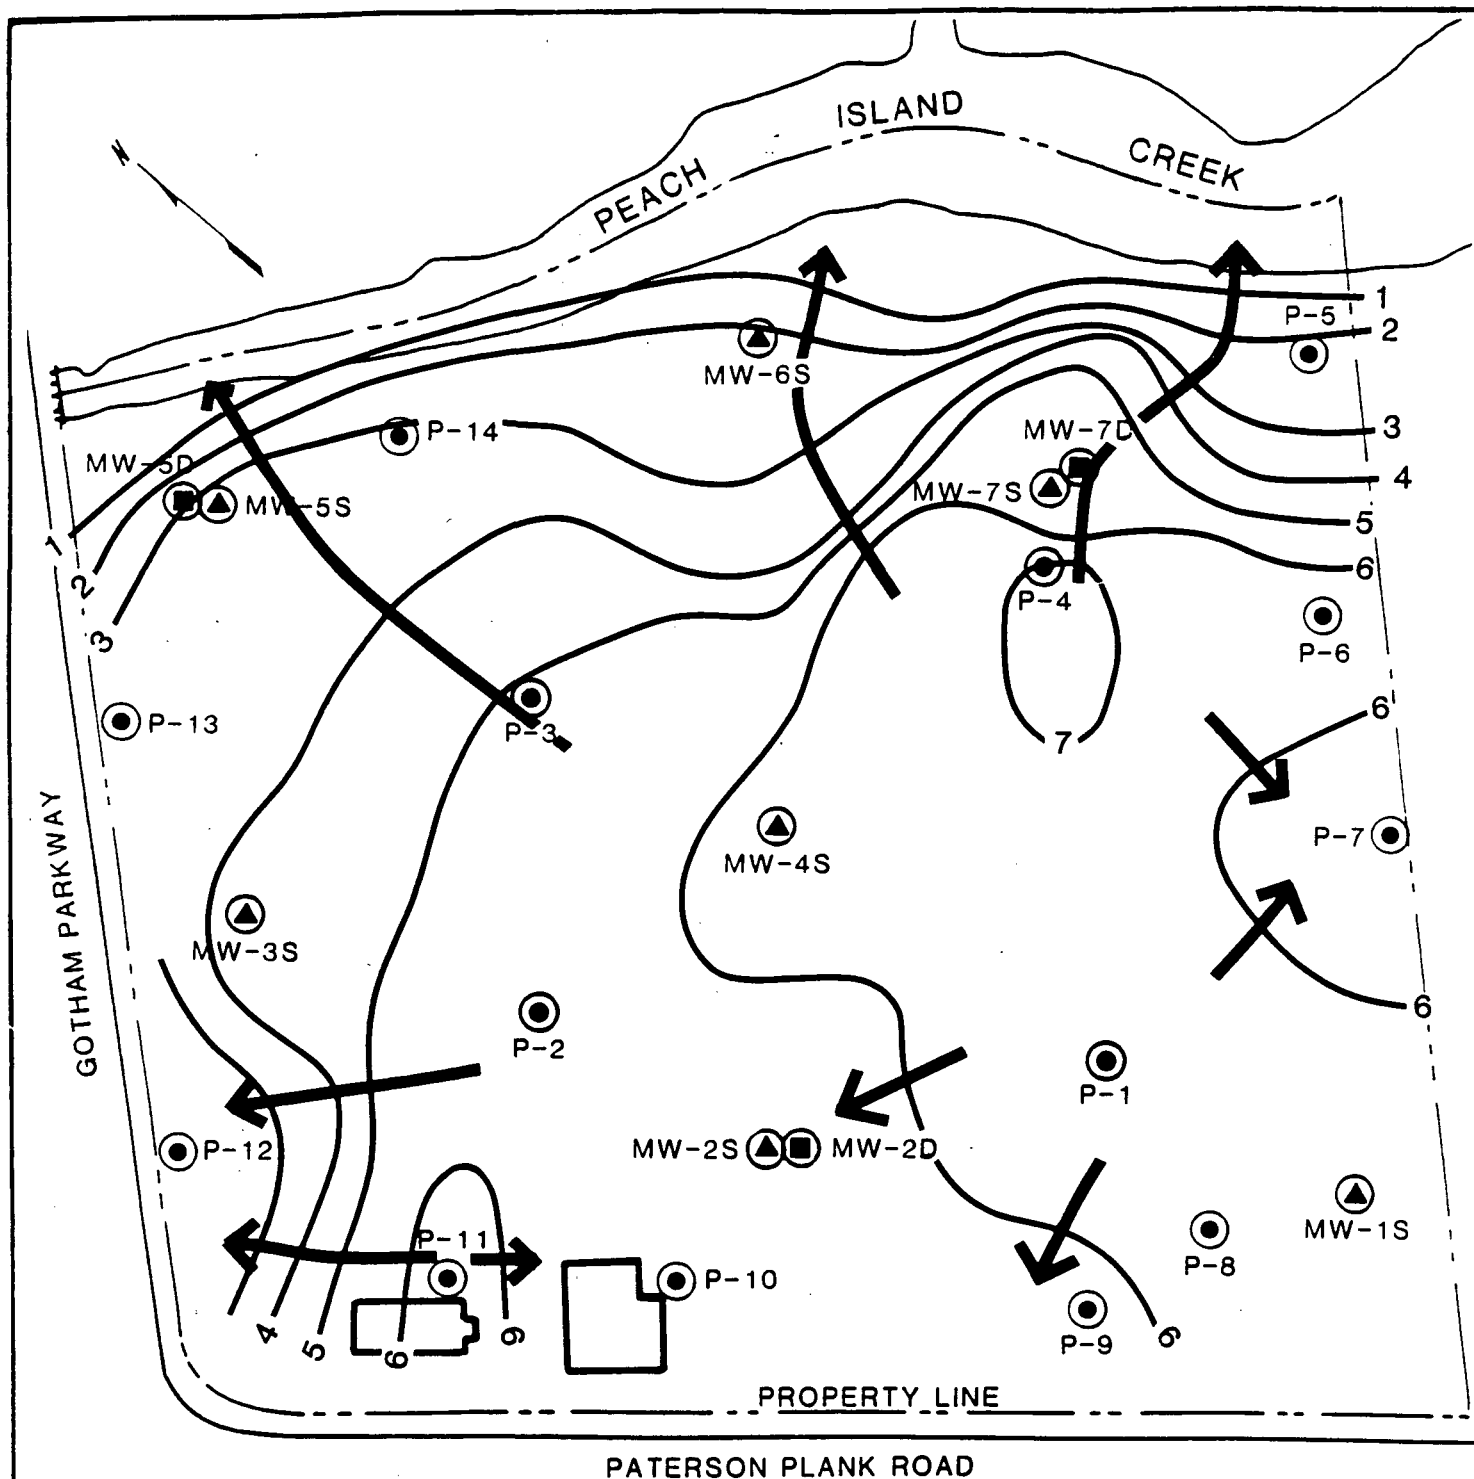 ISLAND
CREEK
PEACH
N
1
P-5
2
MW-6S
P-14
3
MW-7D
MW-5D
4
MW-7S
MW-5S
5
1
6
2
P-4
3
P-6
6
P-13
P-3
7
P-7
MW-4S
GOTHAM PARKWAY
MW-3S
6
P-2
P-1
P-12
MW-2S
MW-2D
MW-1S
P-11
P-8
P-10
4
5
6
6
P-9
6
PROPERTY LINE
PATERSON PLANK ROAD